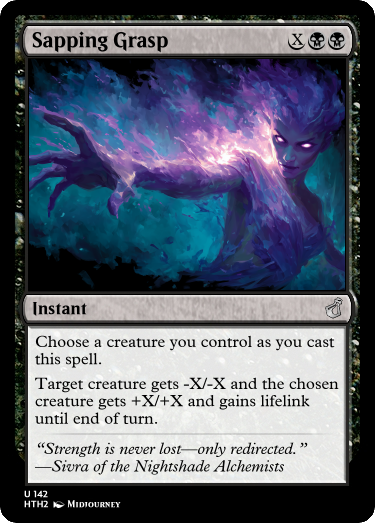 Sapping Grasp X
Instant
Choose a creature you control as you cast
this spell.
Target creature gets -X/-X and the chosen
creature gets +X/+X and gains lifelink
until end of turn.
“Strength is never lost—only redirected.”
—Sivra of the Nightshade Alchemists
U 142
HTH2 Midjourney